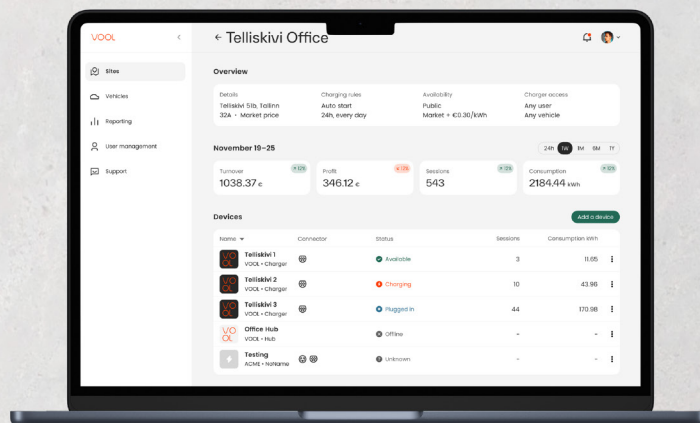 VOOL
← Telliskivi Office
Sites
Vehicles
Reporting
User management
Support
Overview
Details
Telliskivi 51b, Tallinn
32A • Market price
Charging rules
Auto start
24h, every day
Availability
Public
Market + €0.30/kWh
Charger access
Any user
Any vehicle
November 19–25
24h 1W 1M 6M 1Y
Turnover
1038.37 €
Profit
346.12 €
Sessions
543
Consumption
2184.44 kWh
Devices
Add a device
Name Connector Status Sessions Consumption kWh
VOOL
Telliskivi 1
VOOL • Charger
Available 3 11.65
VOOL
Telliskivi 2
VOOL • Charger
Charging 10 43.96
VOOL
Telliskivi 3
VOOL • Charger
Plugged in 44 170.98
VOOL
Office Hub
VOOL • Hub
Offline - -
Testing
ACME • NoName
Unknown - -